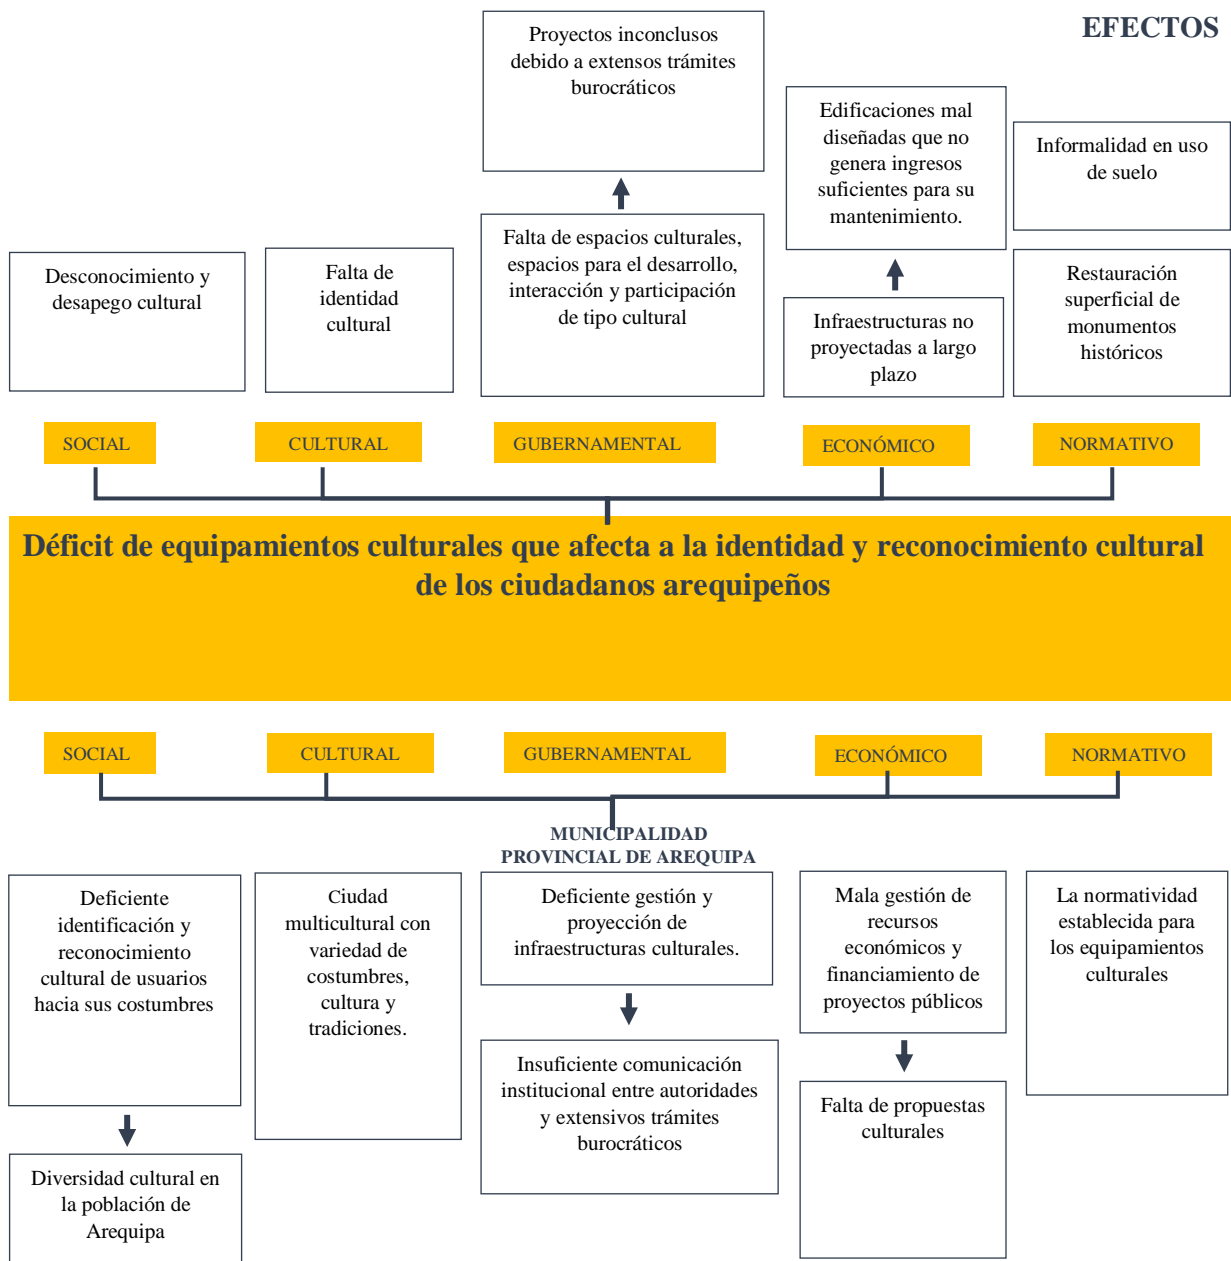 EFECTOS
Proyectos inconclusos
debido a extensos trámites
burocráticos
Edificaciones mal
diseñadas que no
genera ingresos
suficientes para su
mantenimiento.
Informalidad en uso
de suelo
Desconocimiento y
desapego cultural
Falta de
identidad
cultural
Falta de espacios culturales,
espacios para el desarrollo,
interacción y participación
de tipo cultural
Infraestructuras no
proyectadas a largo
plazo
Restauración
superficial de
monumentos
históricos
SOCIAL
CULTURAL
GUBERNAMENTAL
ECONÓMICO
NORMATIVO
Déficit de equipamientos culturales que afecta a la identidad y reconocimiento cultural
de los ciudadanos arequipeños
SOCIAL
CULTURAL
GUBERNAMENTAL
ECONÓMICO
NORMATIVO
MUNICIPALIDAD
PROVINCIAL DE AREQUIPA
Deficiente
identificación y
reconocimiento
cultural de usuarios
hacia sus costumbres
Ciudad
multicultural con
variedad de
costumbres,
cultura y
tradiciones.
Deficiente gestión y
proyección de
infraestructuras culturales.
Mala gestión de
recursos
económicos y
financiamiento de
proyectos públicos
La normatividad
establecida para
los equipamientos
culturales
Insuficiente comunicación
institucional entre autoridades
y extensivos trámites
burocráticos
Falta de propuestas
culturales
Diversidad cultural en
la población de
Arequipa